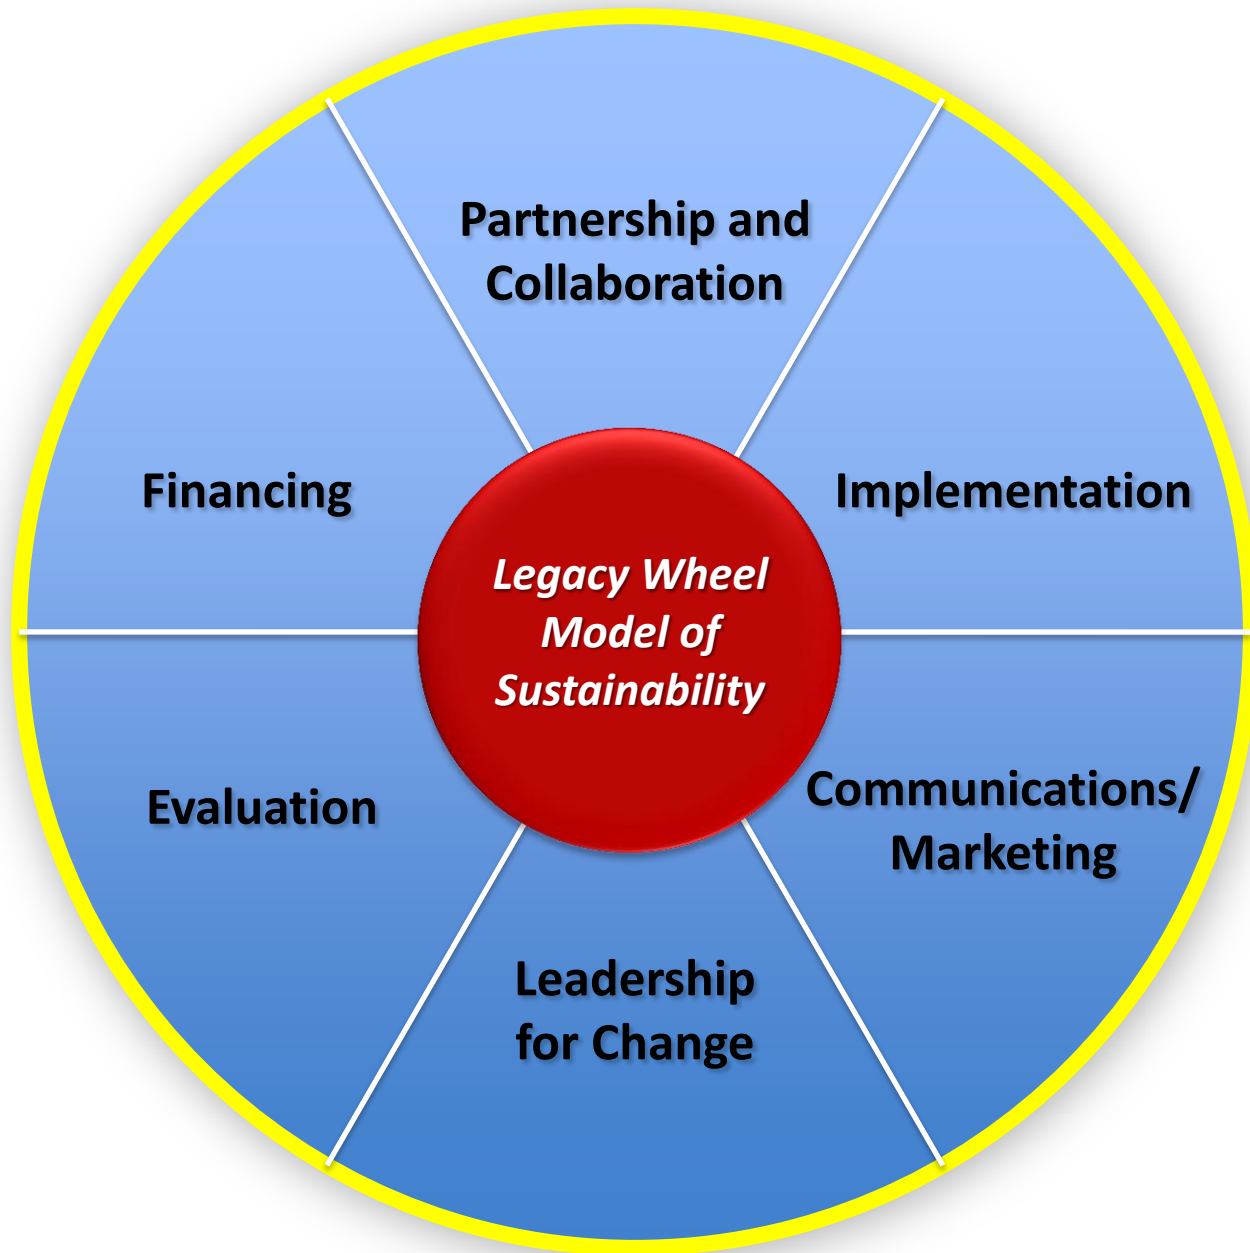 Partnership and
Collaboration
Financing
Implementation
Legacy Wheel
Model of
Sustainability
Evaluation
Communications/
Marketing
Leadership
for Change